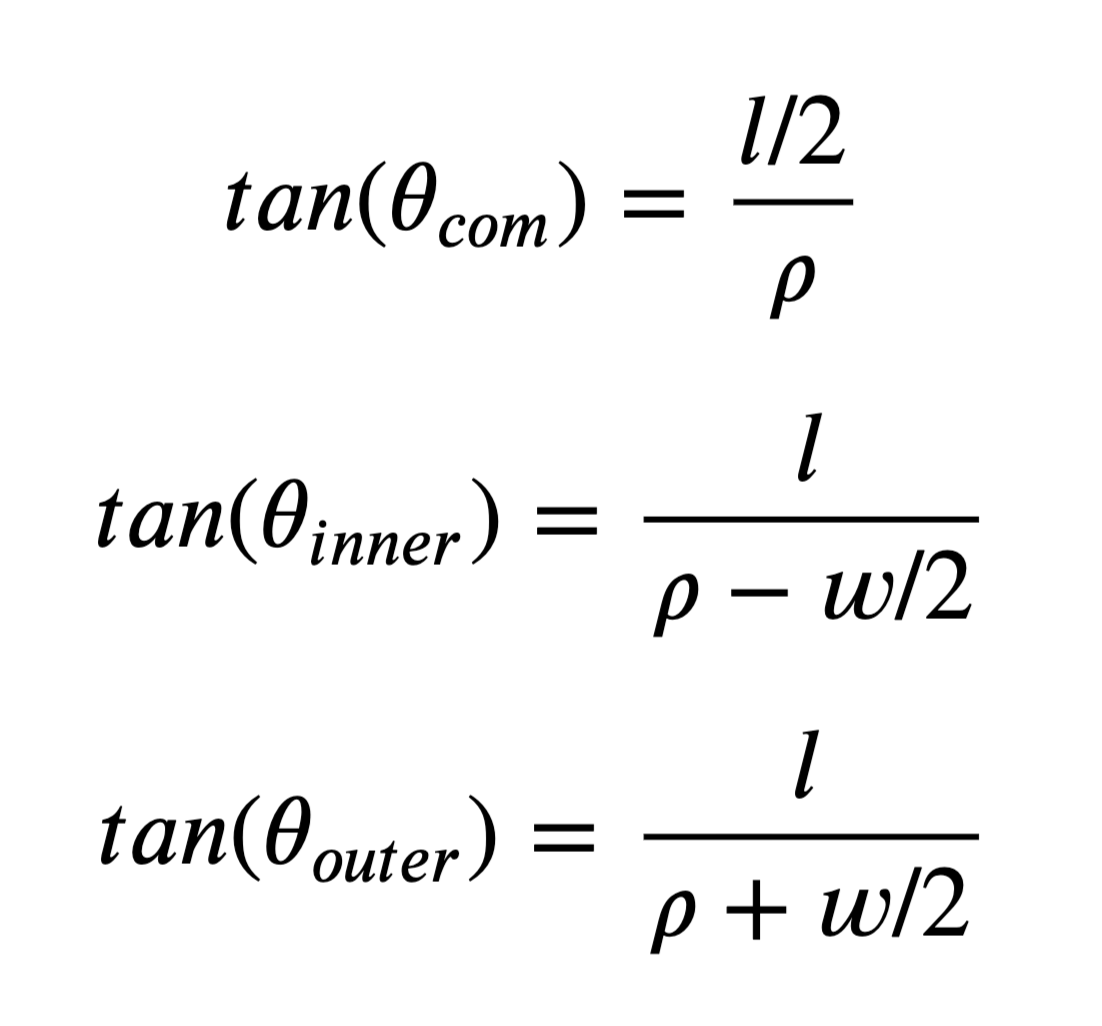 tan(θ_com) = (l/2)/ρ
tan(θ_inner) = l/(ρ − w/2)
tan(θ_outer) = l/(ρ + w/2)